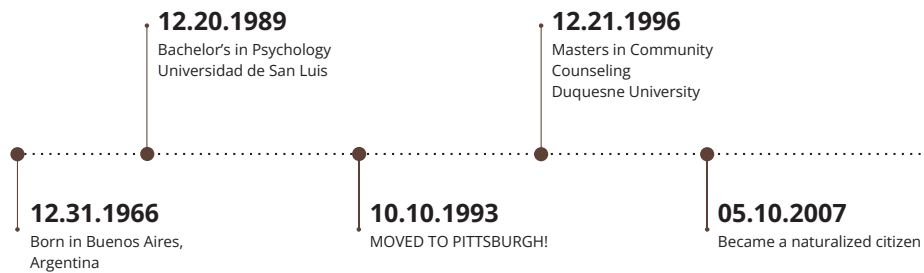 12.20.1989
Bachelor’s in Psychology
Universidad de San Luis
12.21.1996
Masters in Community
Counseling
Duquesne University
12.31.1966
Born in Buenos Aires,
Argentina
10.10.1993
MOVED TO PITTSBURGH!
05.10.2007
Became a naturalized citizen